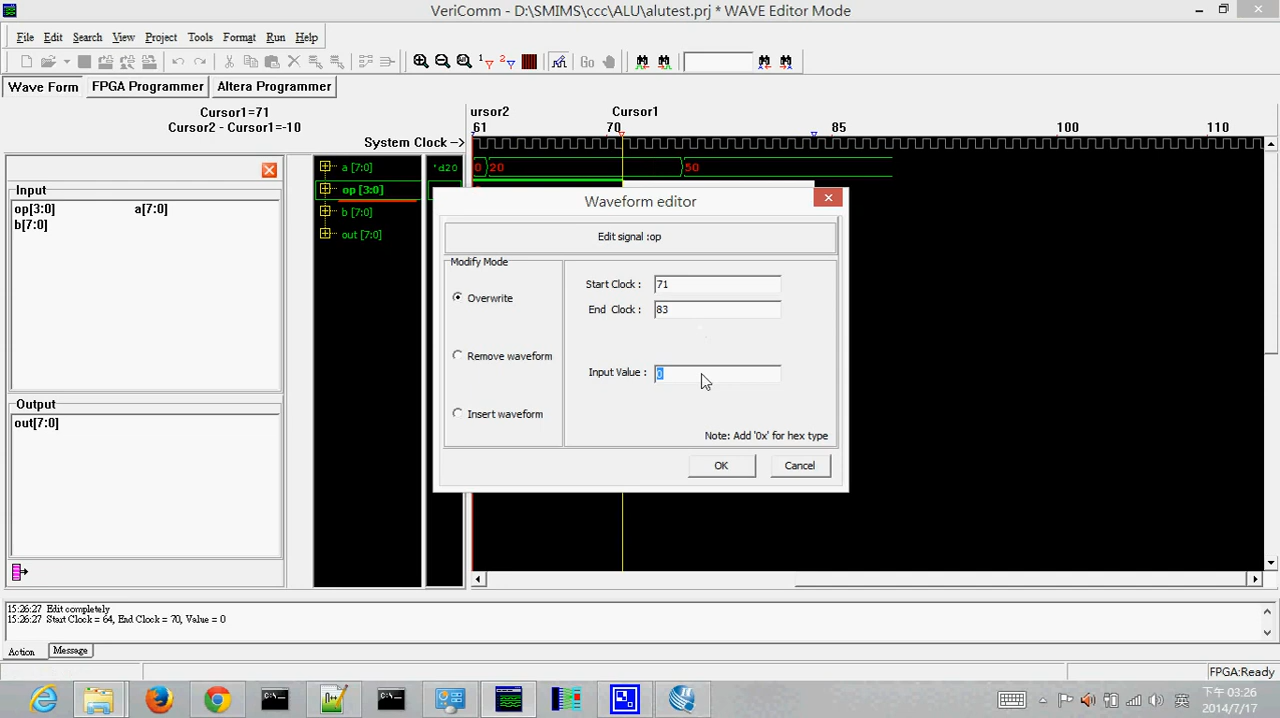 VeriComm - D:\SMIMS\ccc\ALU\alutest.prj * WAVE Editor Mode
File Edit Search View Project Tools Format Run Help
Go
Wave Form FPGA Programmer Altera Programmer
Cursor1=71
Cursor2 - Cursor1=-10
ursor2 Cursor1
61 70 85 100 110
System Clock ->
a [7:0] 'd20 0 20 50
op [3:0]
b [7:0]
out [7:0]
Input
op[3:0] a[7:0]
b[7:0]
Output
out[7:0]
Waveform editor
Edit signal :op
Modify Mode
Overwrite
Remove waveform
Insert waveform
Start Clock : 71
End Clock : 83
Input Value : 0
Note: Add '0x' for hex type
OK Cancel
15:26:27 Edit completely
15:26:27 Start Clock = 64, End Clock = 70, Value = 0
Action Message
FPGA:Ready
英
下午 03:26
2014/7/17